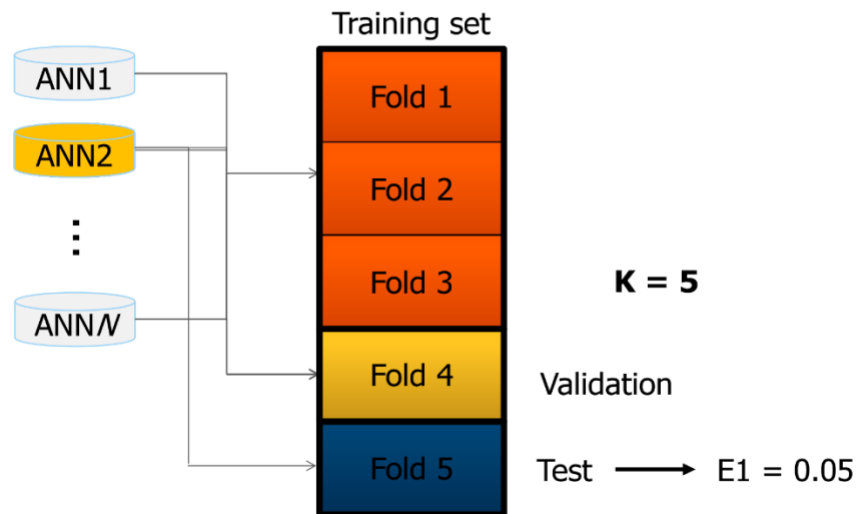 Training set
ANN1
ANN2
⋮
ANNN
Fold 1
Fold 2
Fold 3
K = 5
Fold 4
Validation
Fold 5
Test
E1 = 0.05